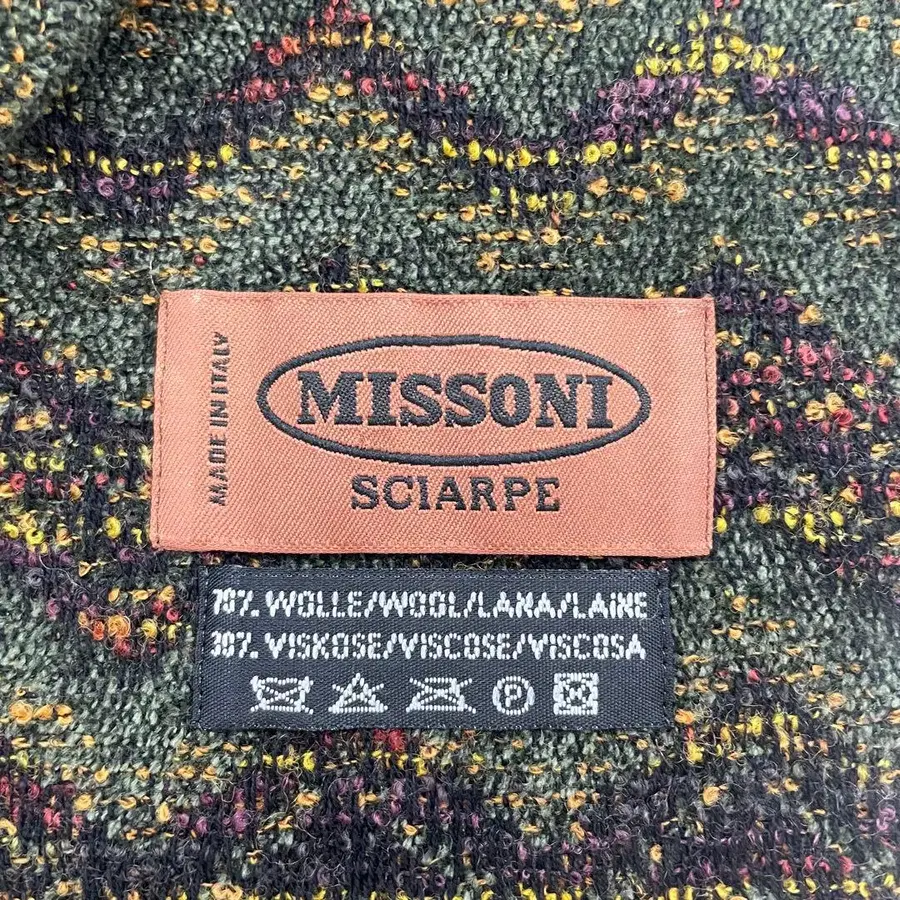 MADE IN ITALY
MISSONI
SCIARPE
70% WOLLE/WOOL/LANA/LAINE
30% VISKOSE/VISCOSE/VISCOSA
P